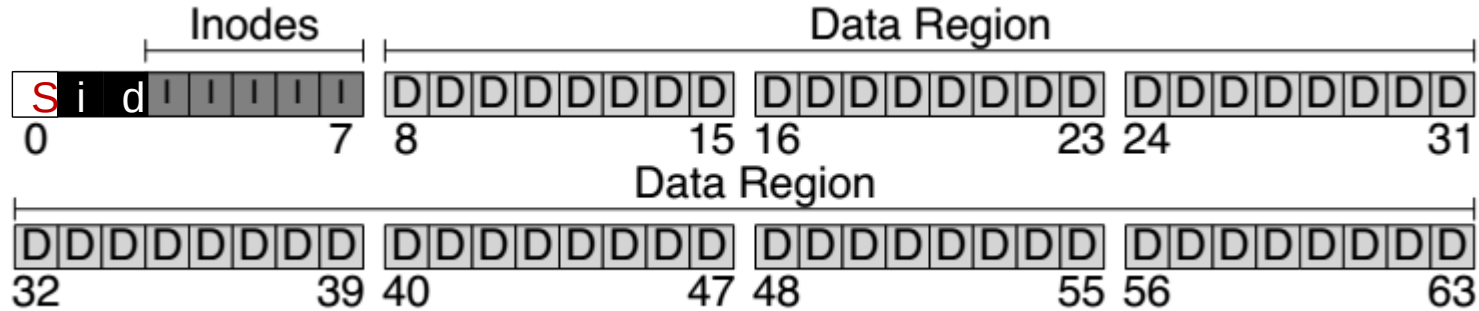 Inodes Data Region
S i d I I I I I D D D D D D D D D D D D D D D D D D D D D D D D
0 7 8 15 16 23 24 31
Data Region
D D D D D D D D D D D D D D D D D D D D D D D D D D D D D D D D
32 39 40 47 48 55 56 63